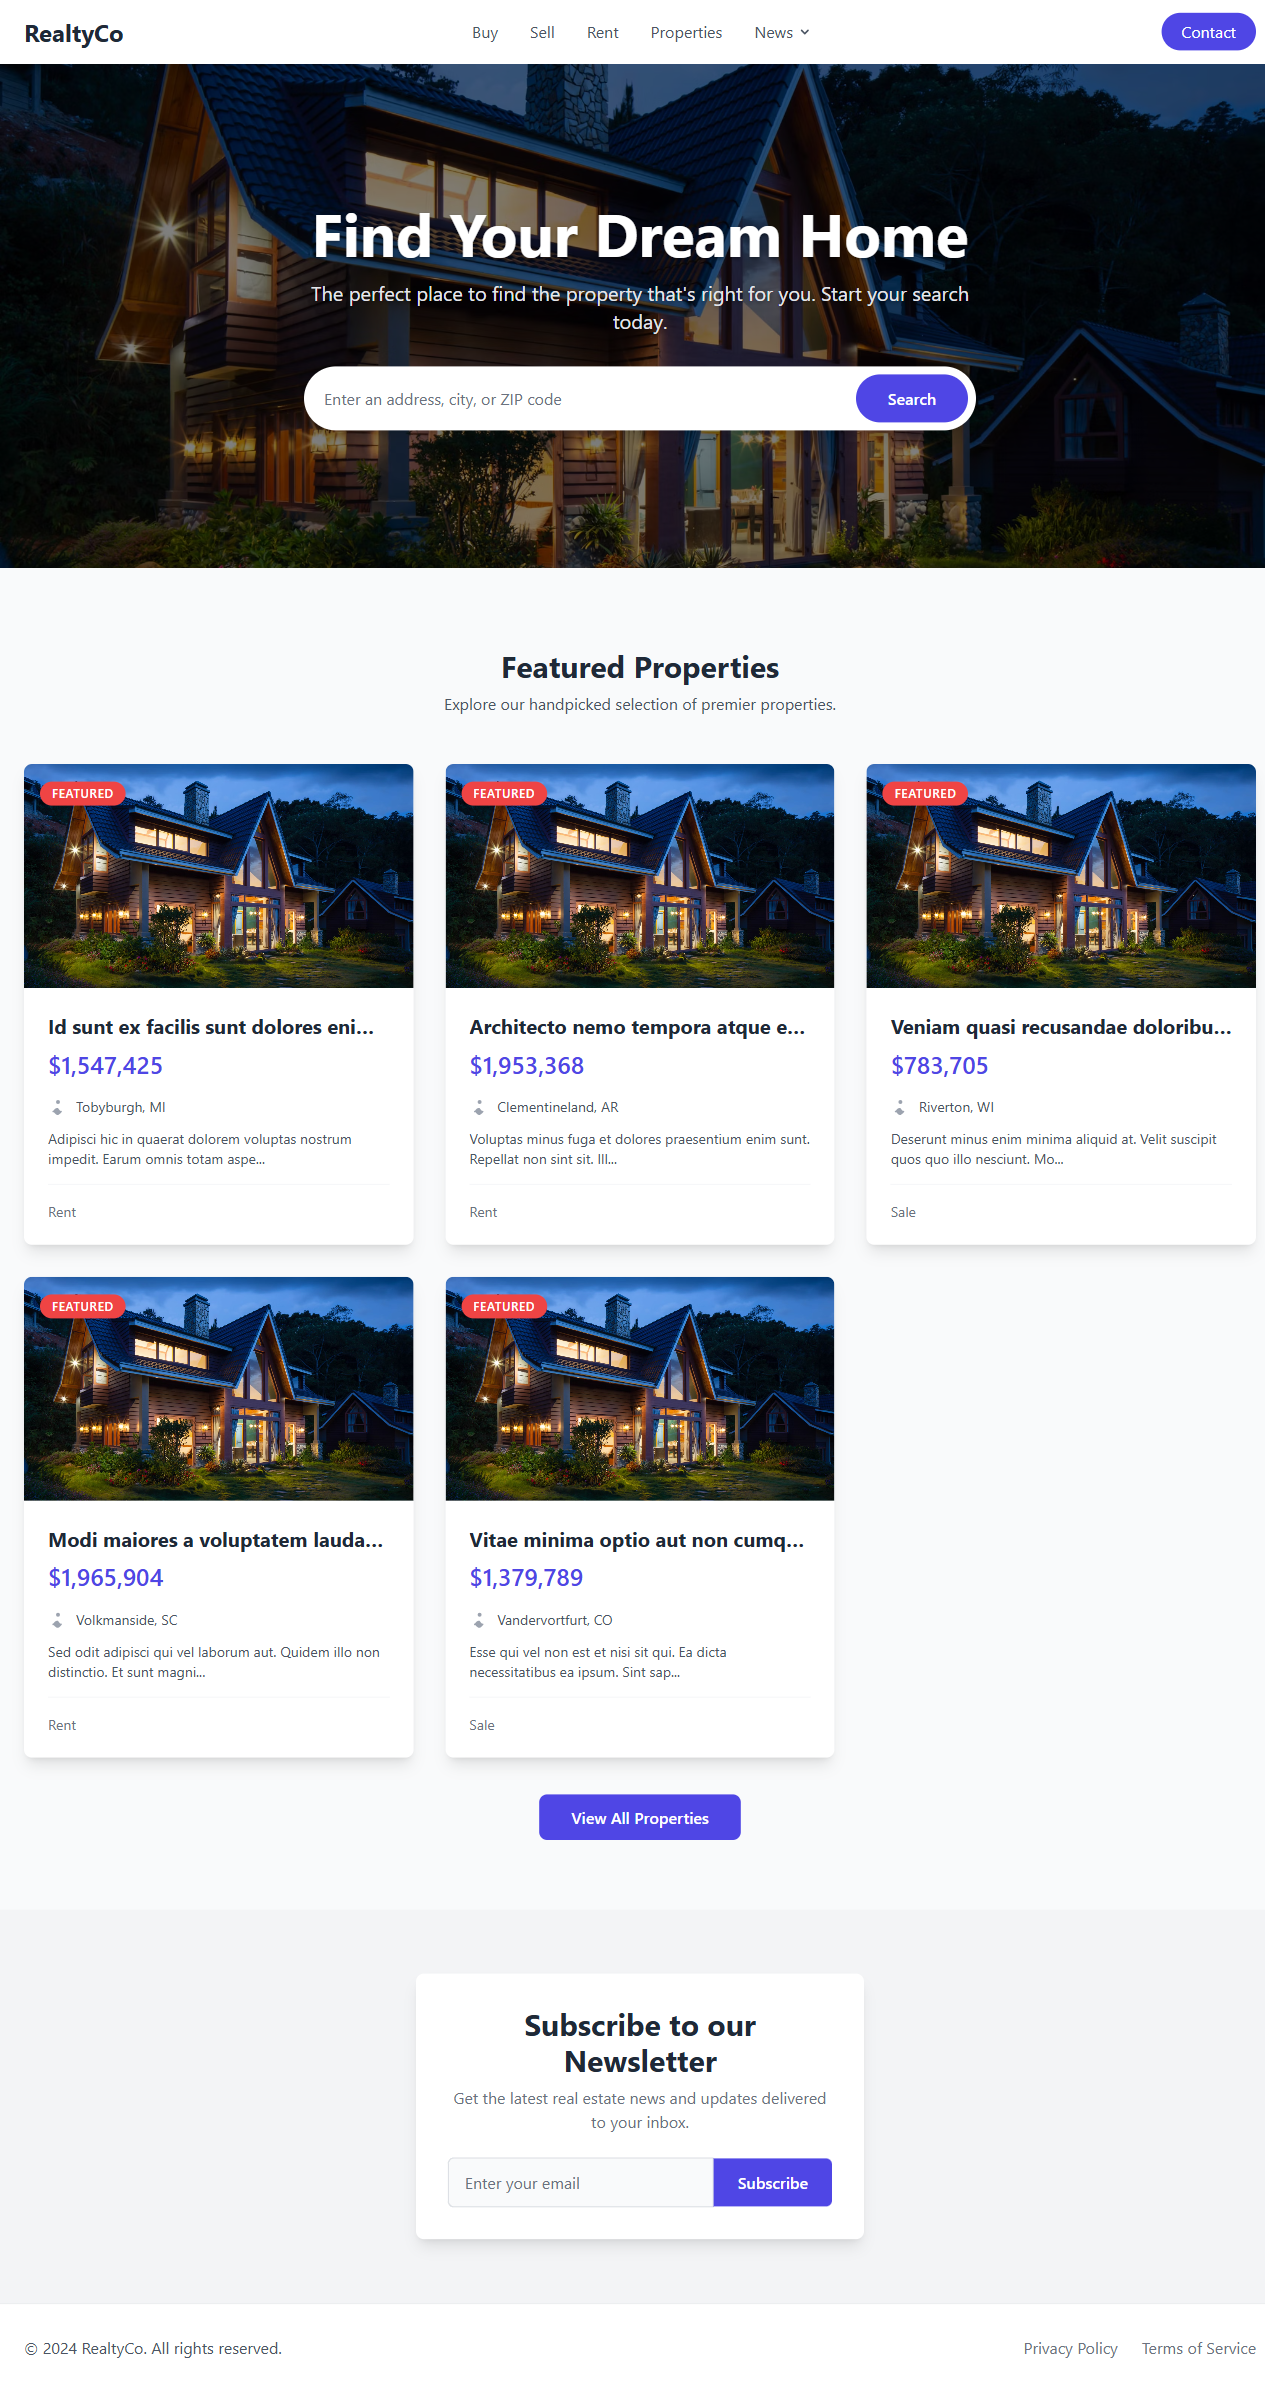 RealtyCo
Buy
Sell
Rent
Properties
News
Contact
Find Your Dream Home
The perfect place to find the property that's right for you. Start your search
today.
Enter an address, city, or ZIP code
Search
Featured Properties
Explore our handpicked selection of premier properties.
FEATURED
Id sunt ex facilis sunt dolores eni...
$1,547,425
Tobyburgh, MI
Adipisci hic in quaerat dolorem voluptas nostrum
impedit. Earum omnis totam aspe...
Rent
FEATURED
Architecto nemo tempora atque e...
$1,953,368
Clementineland, AR
Voluptas minus fuga et dolores praesentium enim sunt.
Repellat non sint sit. Ill...
Rent
FEATURED
Veniam quasi recusandae doloribu...
$783,705
Riverton, WI
Deserunt minus enim minima aliquid at. Velit suscipit
quos quo illo nesciunt. Mo...
Sale
FEATURED
Modi maiores a voluptatem lauda...
$1,965,904
Volkmanside, SC
Sed odit adipisci qui vel laborum aut. Quidem illo non
distinctio. Et sunt magni...
Rent
FEATURED
Vitae minima optio aut non cumq...
$1,379,789
Vandervortfurt, CO
Esse qui vel non est et nisi sit qui. Ea dicta
necessitatibus ea ipsum. Sint sap...
Sale
View All Properties
Subscribe to our
Newsletter
Get the latest real estate news and updates delivered
to your inbox.
Enter your email
Subscribe
© 2024 RealtyCo. All rights reserved.
Privacy Policy
Terms of Service